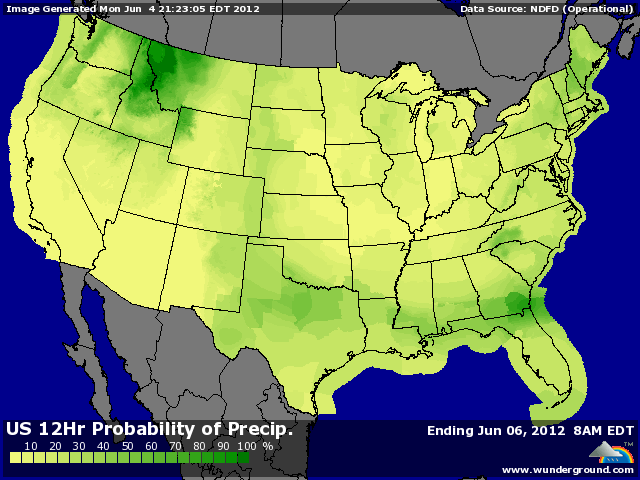 Image Generated Mon Jun 4 21:23:05 EDT 2012
Data Source: NDFD (Operational)
US 12Hr Probability of Precip.
10 20 30 40 50 60 70 80 90 100 %
Ending Jun 06, 2012 8AM EDT
TM
www.wunderground.com